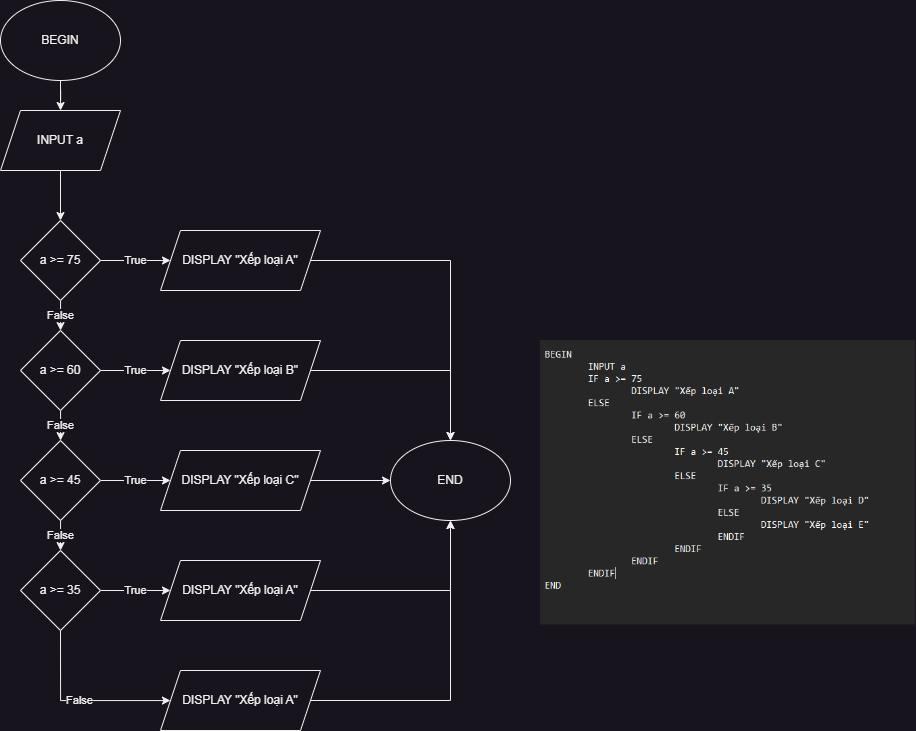 BEGIN
INPUT a
a >= 75
True
DISPLAY "Xếp loại A"
False
a >= 60
True
DISPLAY "Xếp loại B"
False
a >= 45
True
DISPLAY "Xếp loại C"
END
False
a >= 35
True
DISPLAY "Xếp loại A"
False
DISPLAY "Xếp loại A"
BEGIN
INPUT a
IF a >= 75
DISPLAY "Xếp loại A"
ELSE
IF a >= 60
DISPLAY "Xếp loại B"
ELSE
IF a >= 45
DISPLAY "Xếp loại C"
ELSE
IF a >= 35
DISPLAY "Xếp loại D"
ELSE
DISPLAY "Xếp loại E"
ENDIF
ENDIF
ENDIF
ENDIF
END